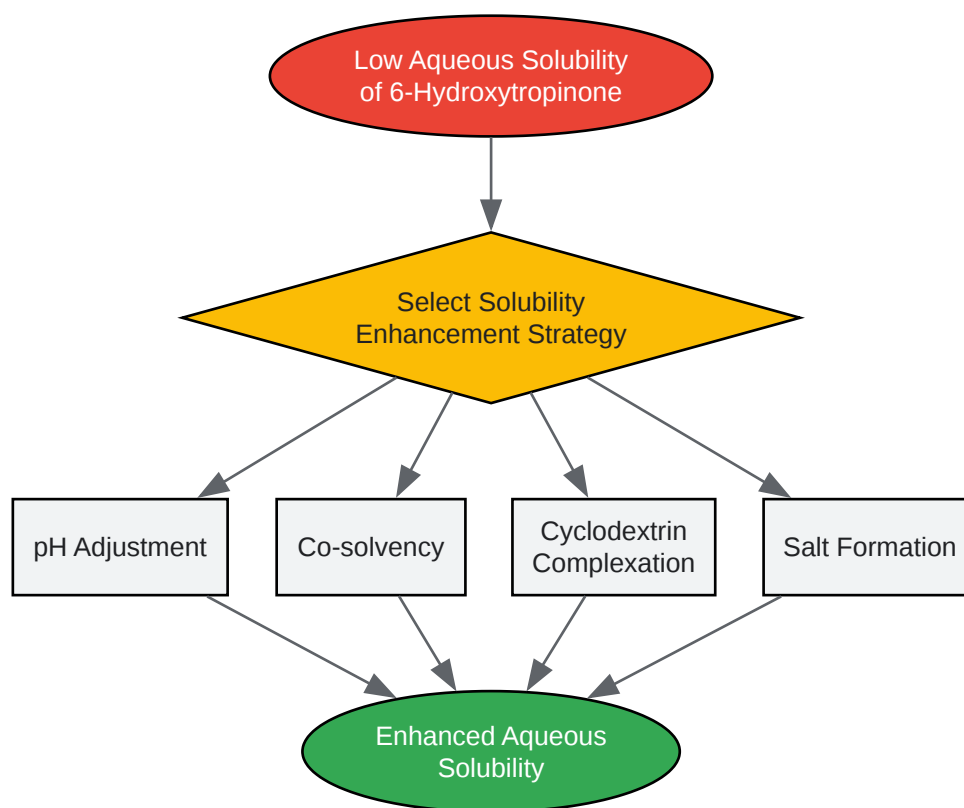 Low Aqueous Solubility
of 6-Hydroxytropinone
Select Solubility
Enhancement Strategy
pH Adjustment
Co-solvency
Cyclodextrin
Complexation
Salt Formation
Enhanced Aqueous
Solubility